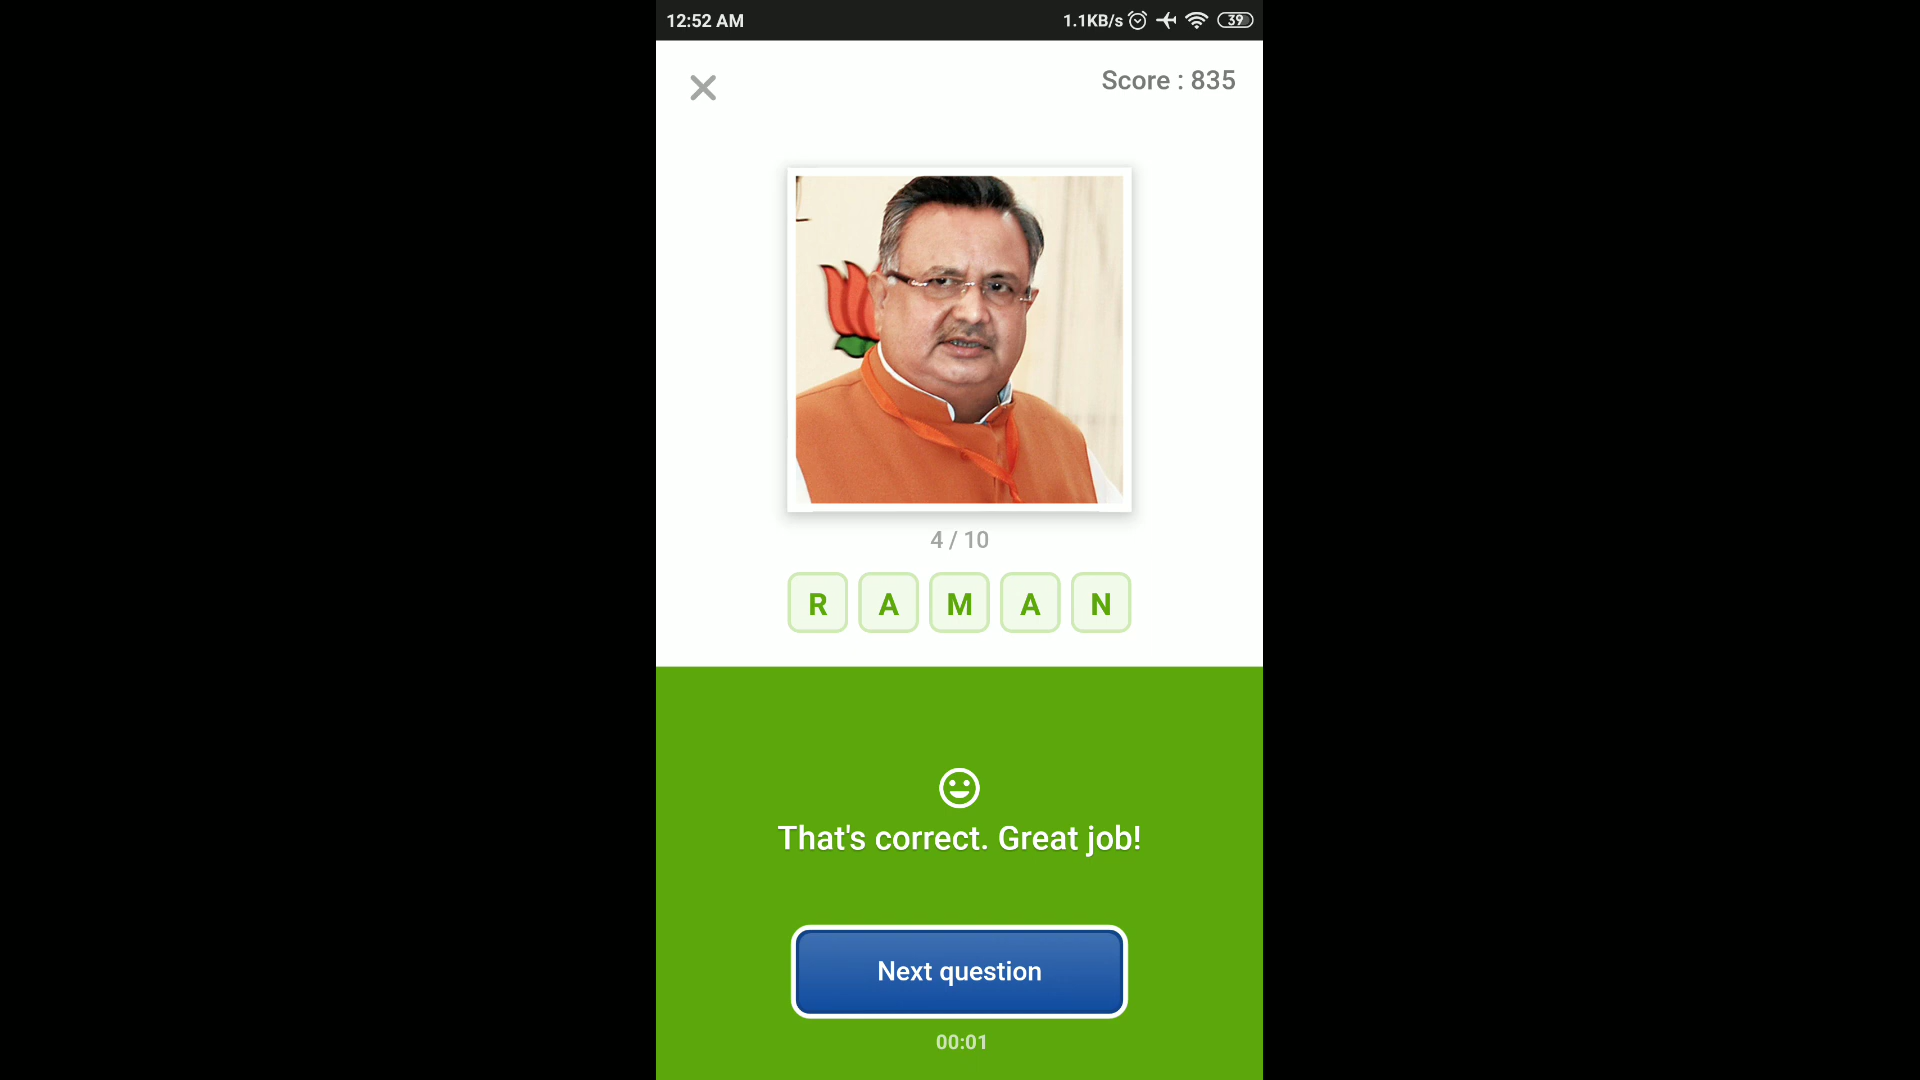 12:52 AM 1.1KB/s 39
Score : 835
4 / 10
R A M A N
That's correct. Great job!
Next question
00:01